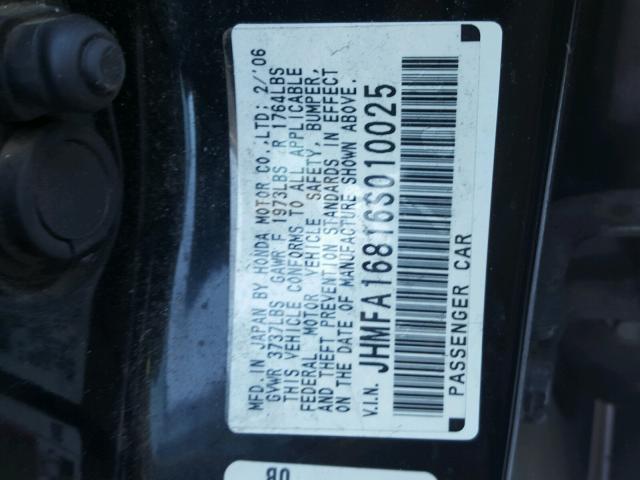 MFD. IN JAPAN BY HONDA MOTOR CO.,LTD; 2/'06
GVWR 3737LBS GAWR F 1973LBS R 1764LBS
THIS VEHICLE CONFORMS TO ALL APPLICABLE
FEDERAL MOTOR VEHICLE SAFETY, BUMPER,
AND THEFT PREVENTION STANDARDS IN EFFECT
ON THE DATE OF MANUFACTURE SHOWN ABOVE.
V.I.N. JHMFA16816S010025
PASSENGER CAR